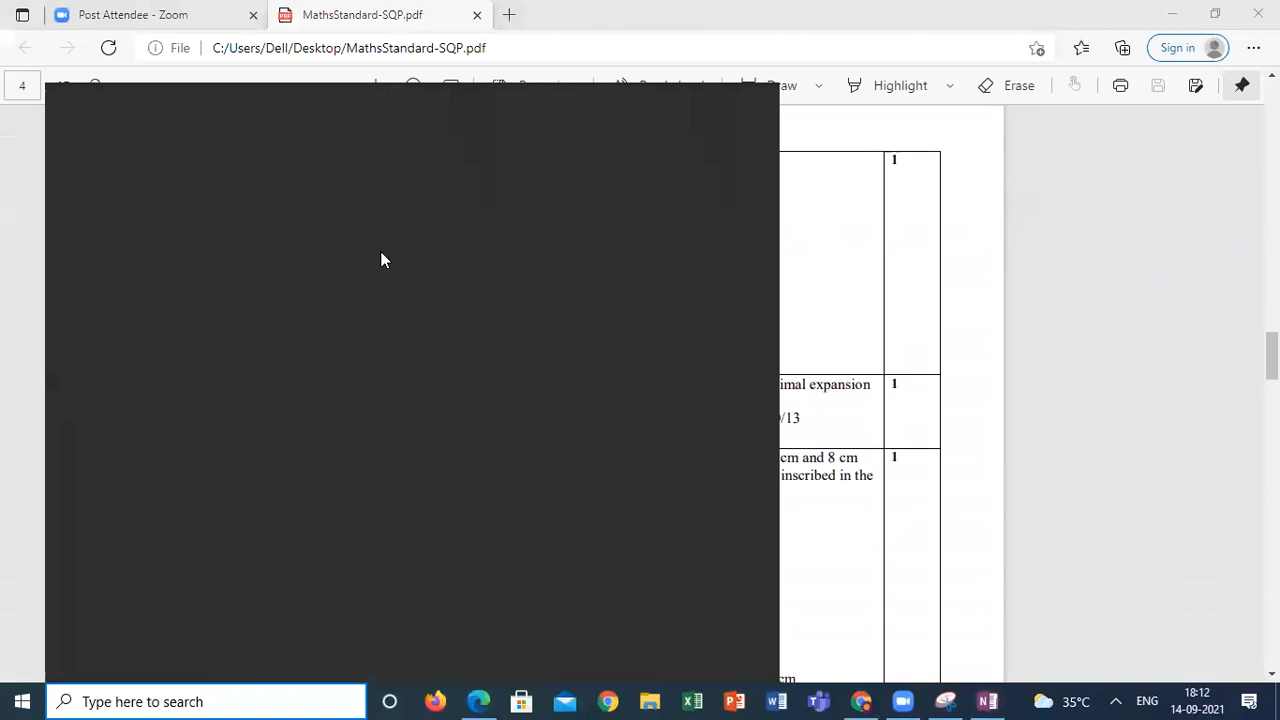 Post Attendee - Zoom
MathsStandard-SQP.pdf
File
C:/Users/Dell/Desktop/MathsStandard-SQP.pdf
Sign in
4
Highlight
Erase
1
imal expansion
1
/13
cm and 8 cm
1
inscribed in the
cm
Type here to search
35°C
ENG
18:12
14-09-2021